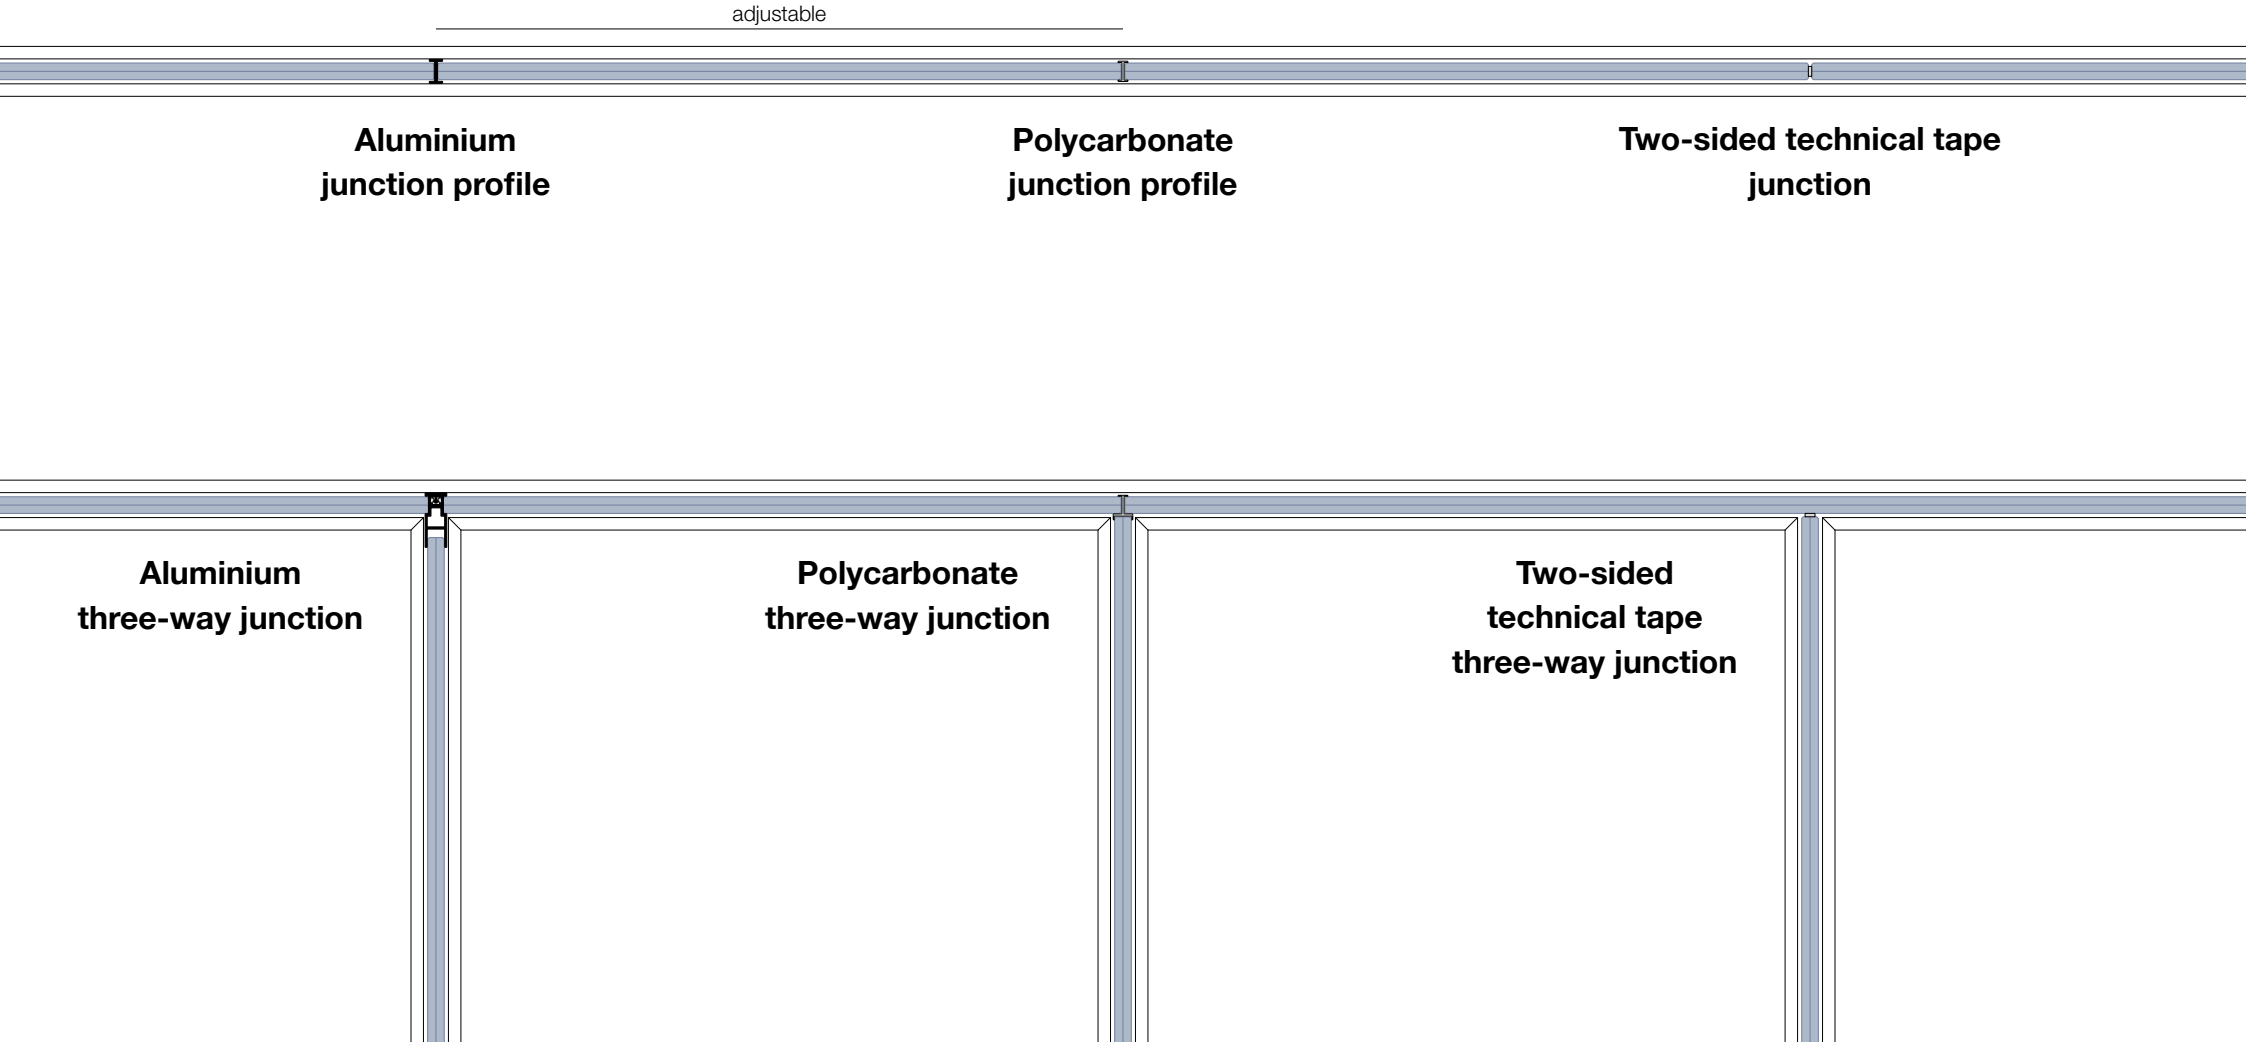 adjustable
Aluminium
junction profile
Polycarbonate
junction profile
Two-sided technical tape
junction
Aluminium
three-way junction
Polycarbonate
three-way junction
Two-sided
technical tape
three-way junction